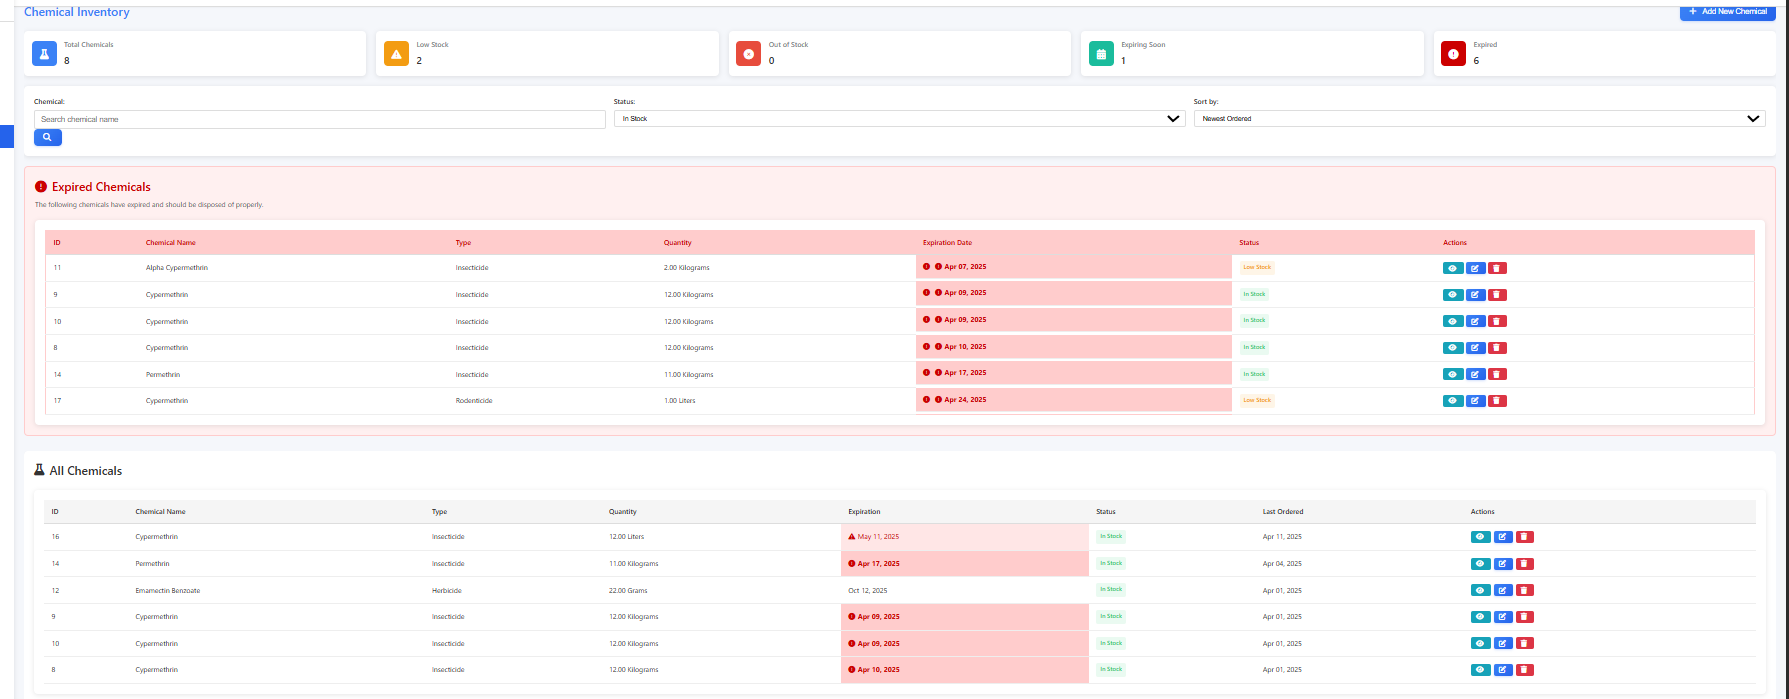 Chemical Inventory
Add New Chemical
Total Chemicals
8
Low Stock
2
Out of Stock
0
Expiring Soon
1
Expired
6
Chemical: Status: Sort by:
Search chemical name In Stock Newest Ordered
Expired Chemicals
The following chemicals have expired and should be disposed of properly.
ID Chemical Name Type Quantity Expiration Date Status Actions
11 Alpha Cypermethrin Insecticide 2.00 Kilograms Apr 07, 2025 Low Stock
9 Cypermethrin Insecticide 12.00 Kilograms Apr 09, 2025 In Stock
10 Cypermethrin Insecticide 12.00 Kilograms Apr 09, 2025 In Stock
8 Cypermethrin Insecticide 12.00 Kilograms Apr 10, 2025 In Stock
14 Permethrin Insecticide 11.00 Kilograms Apr 17, 2025 In Stock
17 Cypermethrin Rodenticide 1.00 Liters Apr 24, 2025 Low Stock
All Chemicals
ID Chemical Name Type Quantity Expiration Status Last Ordered Actions
16 Cypermethrin Insecticide 12.00 Liters May 11, 2025 In Stock Apr 11, 2025
14 Permethrin Insecticide 11.00 Kilograms Apr 17, 2025 In Stock Apr 04, 2025
12 Emamectin Benzoate Herbicide 22.00 Grams Oct 12, 2025 In Stock Apr 01, 2025
9 Cypermethrin Insecticide 12.00 Kilograms Apr 09, 2025 In Stock Apr 01, 2025
10 Cypermethrin Insecticide 12.00 Kilograms Apr 09, 2025 In Stock Apr 01, 2025
8 Cypermethrin Insecticide 12.00 Kilograms Apr 10, 2025 In Stock Apr 01, 2025